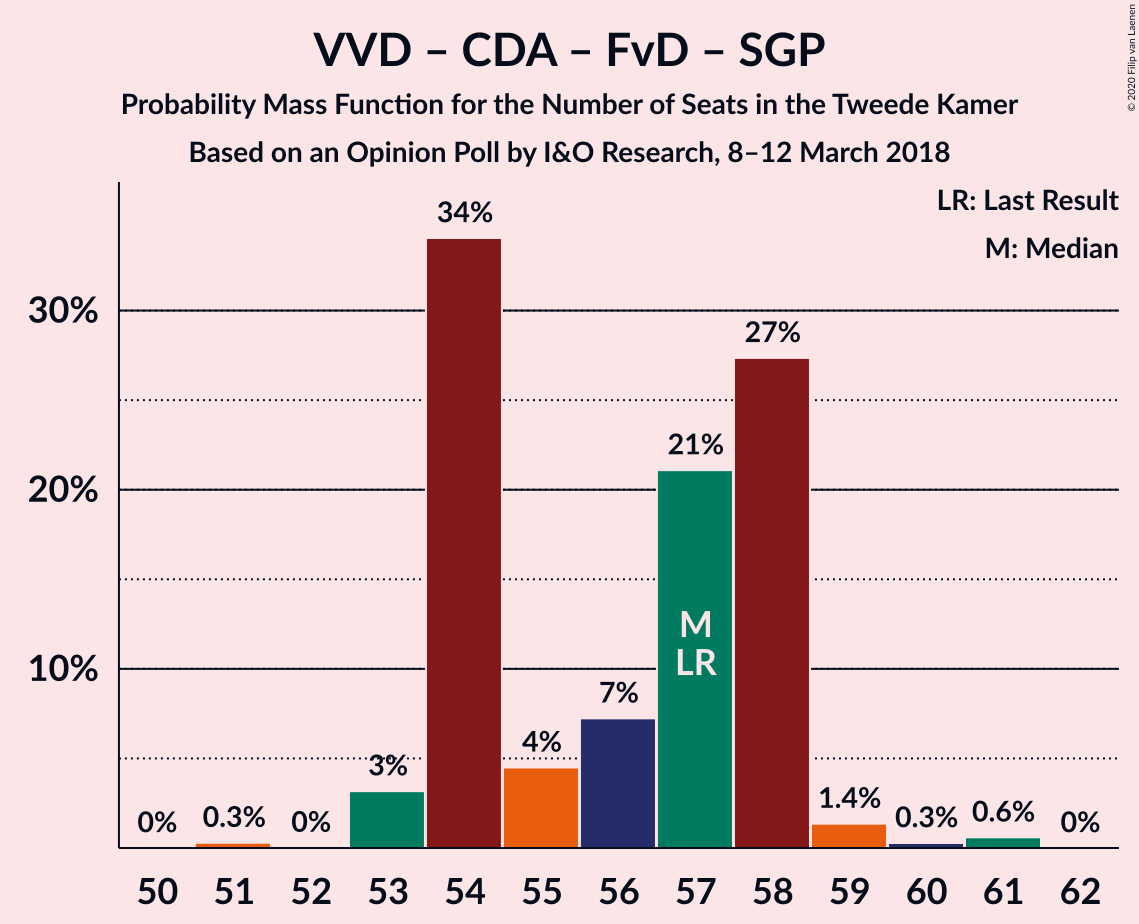 VVD – CDA – FvD – SGP
Probability Mass Function for the Number of Seats in the Tweede Kamer
Based on an Opinion Poll by I&O Research, 8–12 March 2018
© 2020 Filip van Laenen
LR: Last Result
M: Median
30%
20%
10%
0%
0.3%
0%
3%
34%
4%
7%
21%
27%
1.4%
0.3%
0.6%
0%
M
LR
50 51 52 53 54 55 56 57 58 59 60 61 62